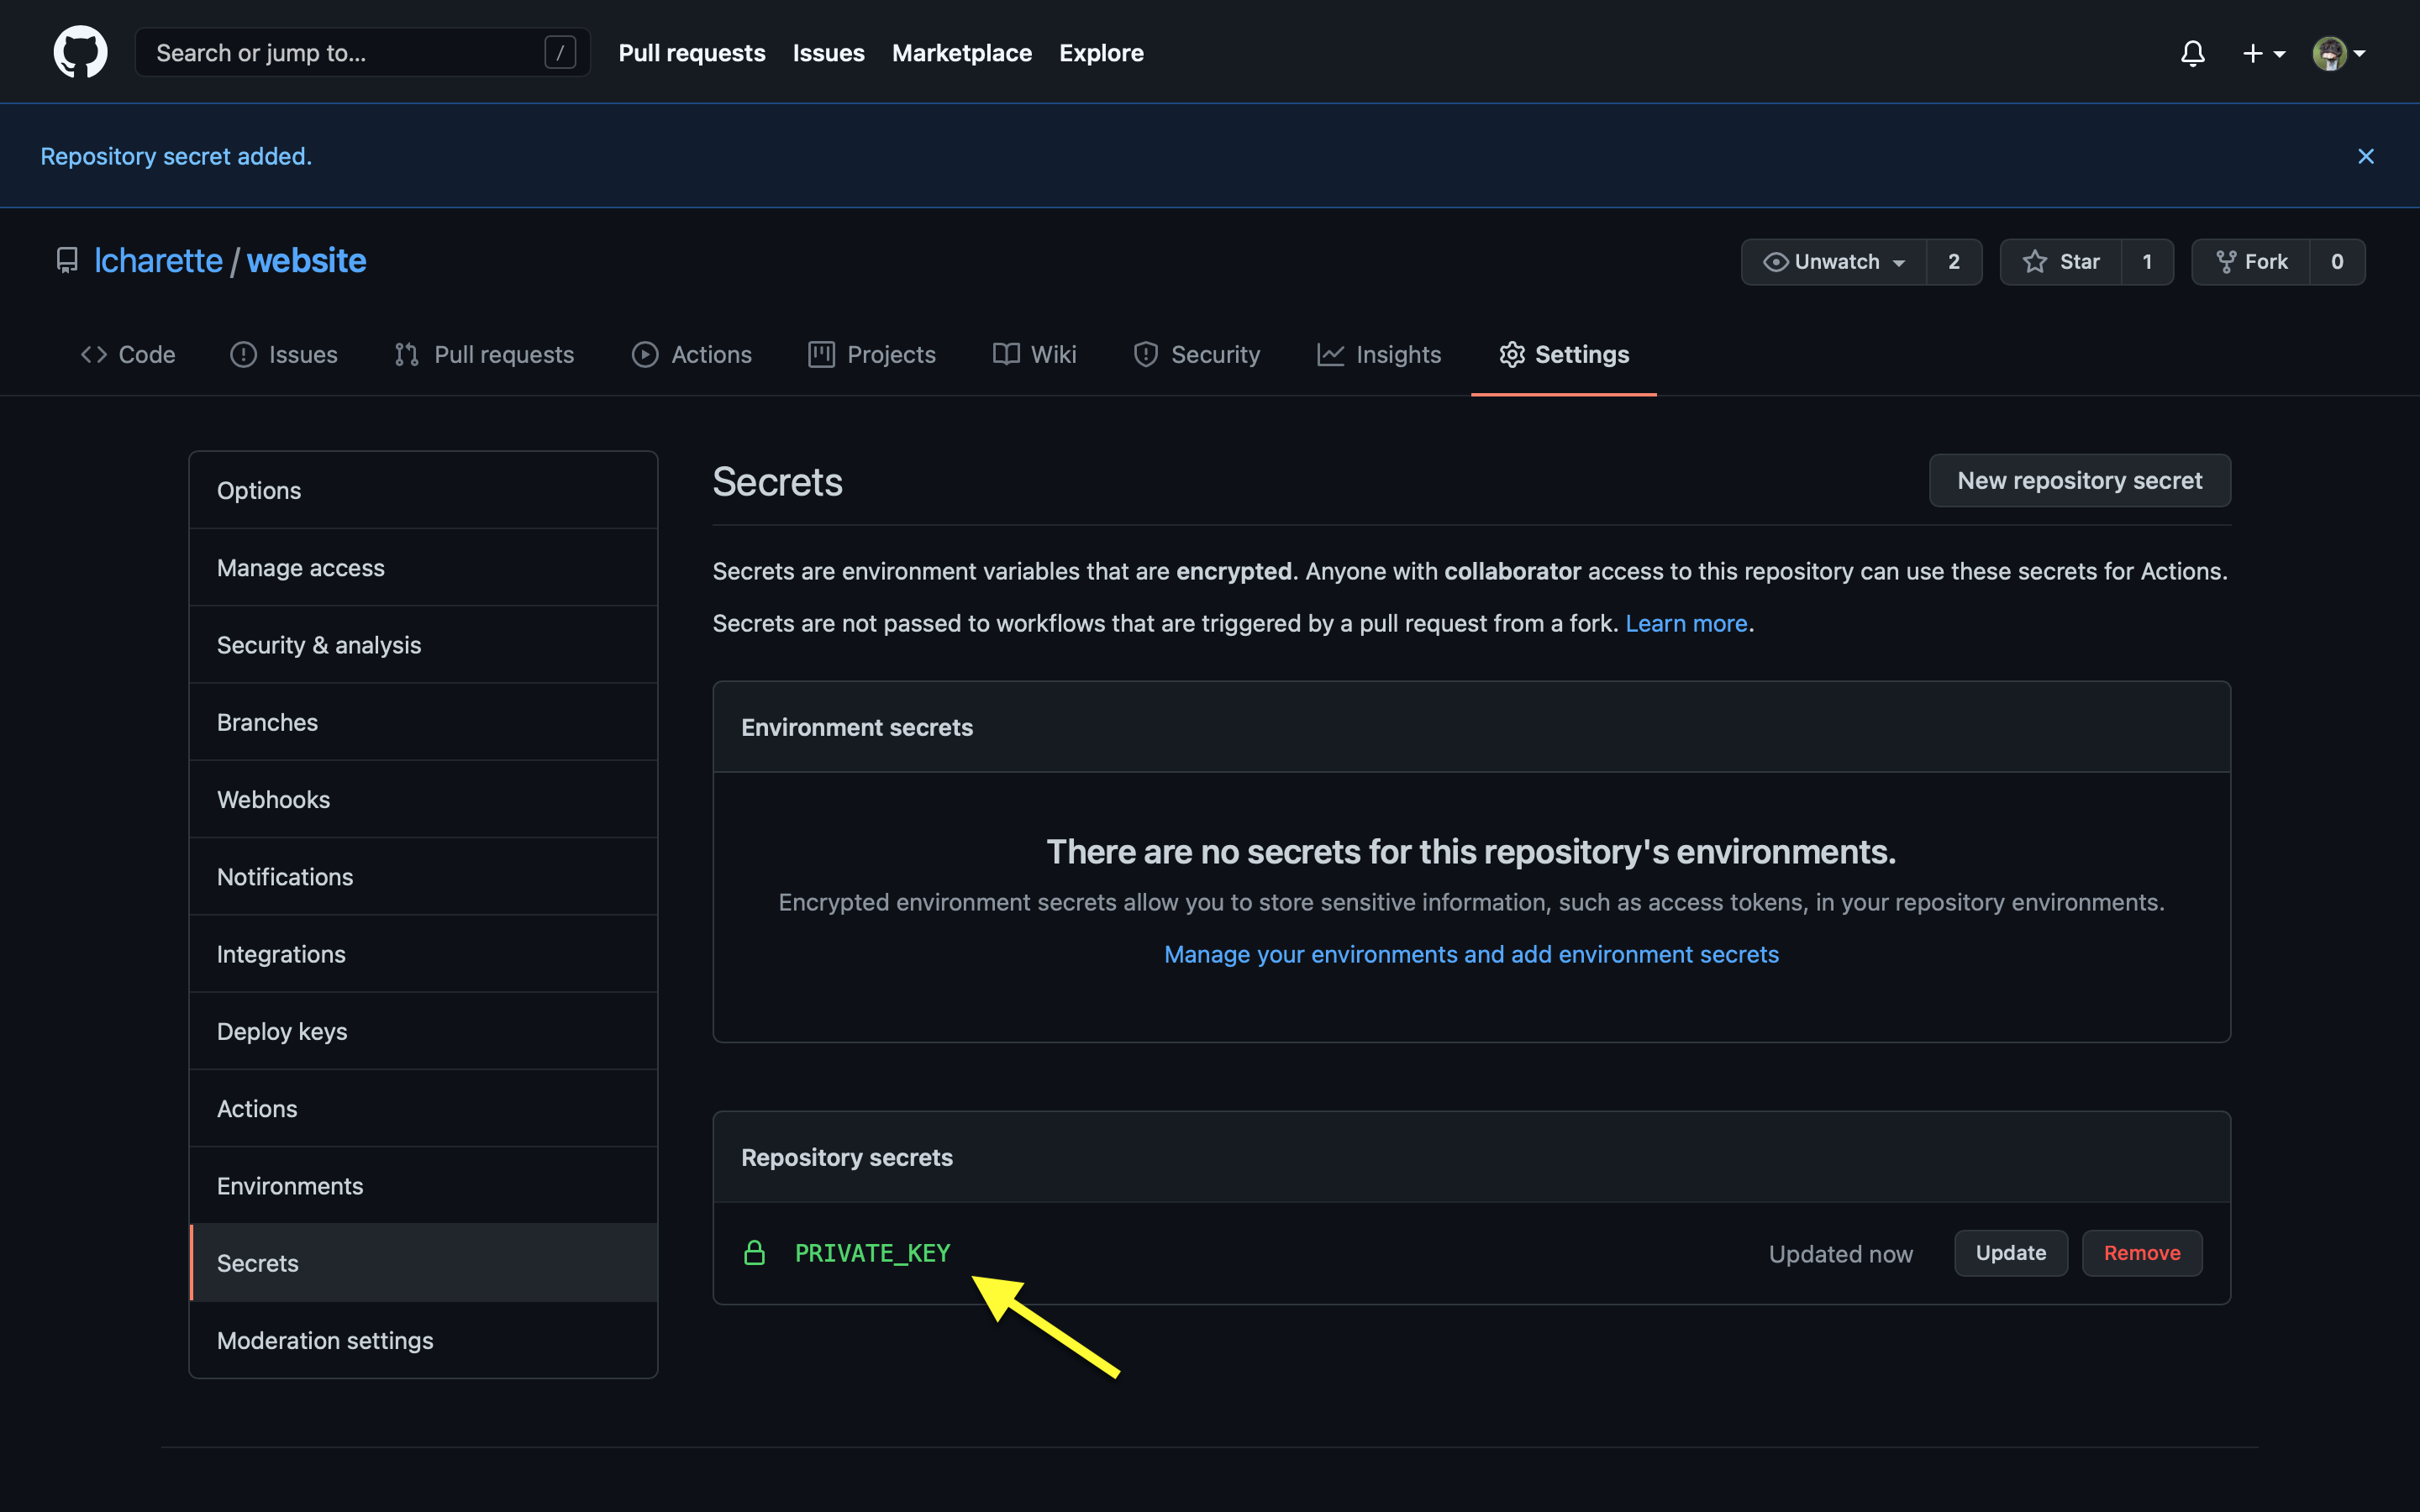 Search or jump to... /
Pull requests Issues Marketplace Explore
Repository secret added.
lcharette / website
Unwatch 2 Star 1 Fork 0
Code Issues Pull requests Actions Projects Wiki Security Insights Settings
Options
Manage access
Security & analysis
Branches
Webhooks
Notifications
Integrations
Deploy keys
Actions
Environments
Secrets
Moderation settings
Secrets
New repository secret
Secrets are environment variables that are encrypted. Anyone with collaborator access to this repository can use these secrets for Actions.
Secrets are not passed to workflows that are triggered by a pull request from a fork. Learn more.
Environment secrets
There are no secrets for this repository's environments.
Encrypted environment secrets allow you to store sensitive information, such as access tokens, in your repository environments.
Manage your environments and add environment secrets
Repository secrets
PRIVATE_KEY Updated now Update Remove